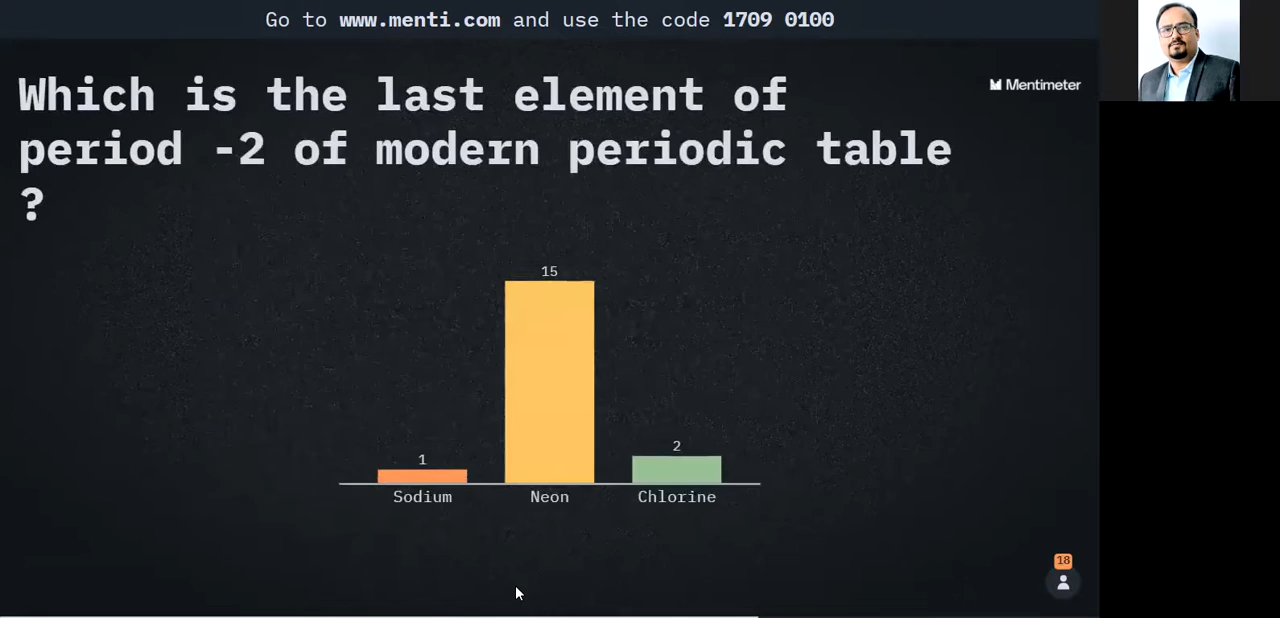 Go to www.menti.com and use the code 1709 0100
Which is the last element of
period -2 of modern periodic table
?
Mentimeter
15
2
1
Sodium Neon Chlorine
18